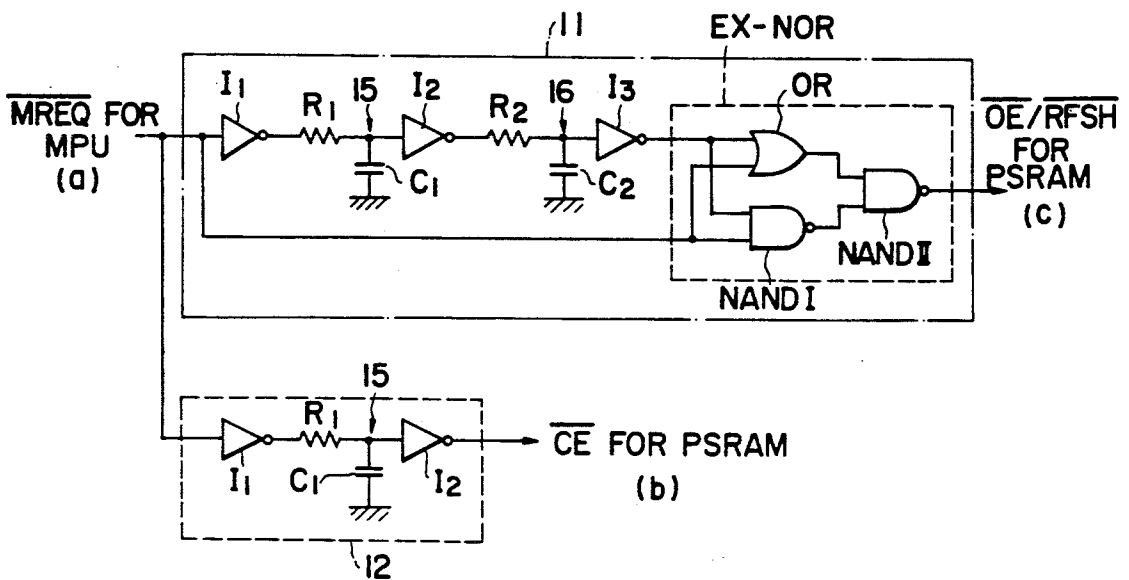 11
EX-NOR
I1
R1
15
I2
R2
16
I3
OR
MREQ FOR
MPU
(a)
C1
C2
OE/RFSH
FOR
PSRAM
(c)
NAND II
NAND I
15
R1
I1
C1
I2
CE FOR PSRAM
(b)
12